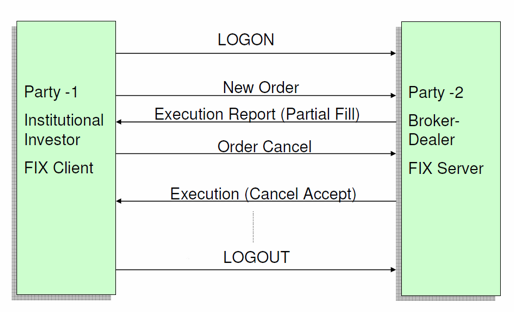 LOGON
New Order
Execution Report (Partial Fill)
Order Cancel
Execution (Cancel Accept)
LOGOUT
Party -1
Institutional
Investor
FIX Client
Party -2
Broker-
Dealer
FIX Server